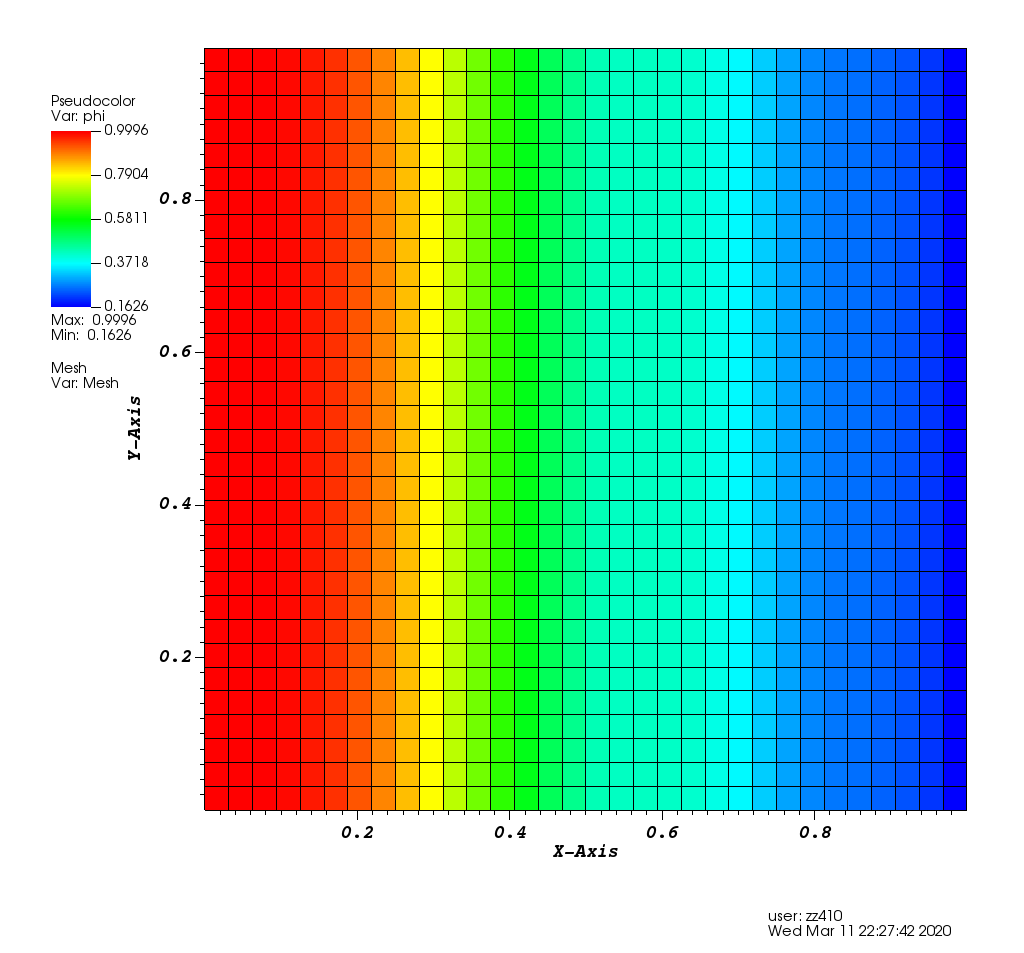 Pseudocolor
Var: phi
0.9996
0.7904
0.5811
0.3718
0.1626
Max: 0.9996
Min: 0.1626
Mesh
Var: Mesh
Y-Axis
0.8
0.6
0.4
0.2
0.2 0.4 0.6 0.8
X-Axis
user: zz410
Wed Mar 11 22:27:42 2020